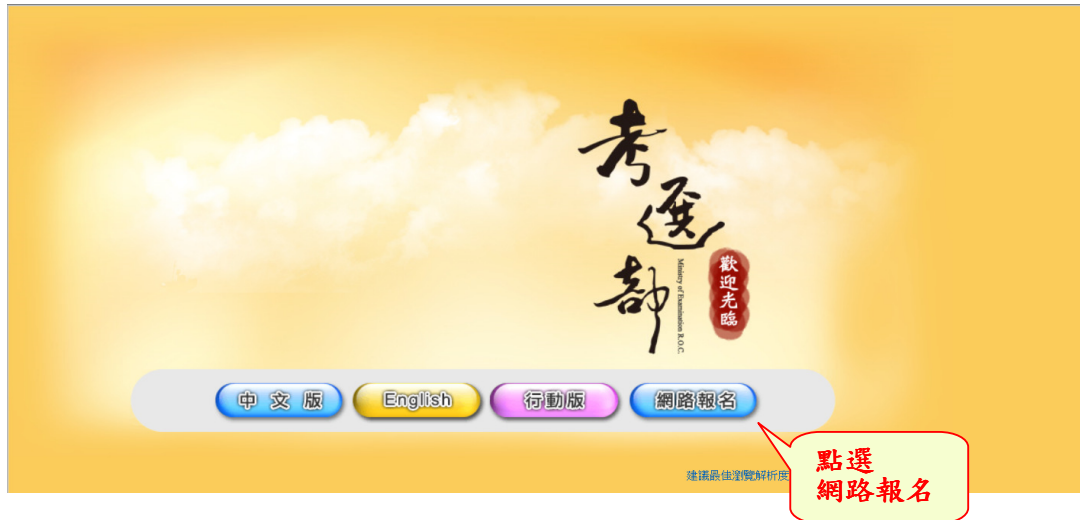 考選部
Ministry of Examination R.O.C.
歡迎光臨
中文版
English
行動版
網路報名
建議最佳瀏覽解析度
點選
網路報名